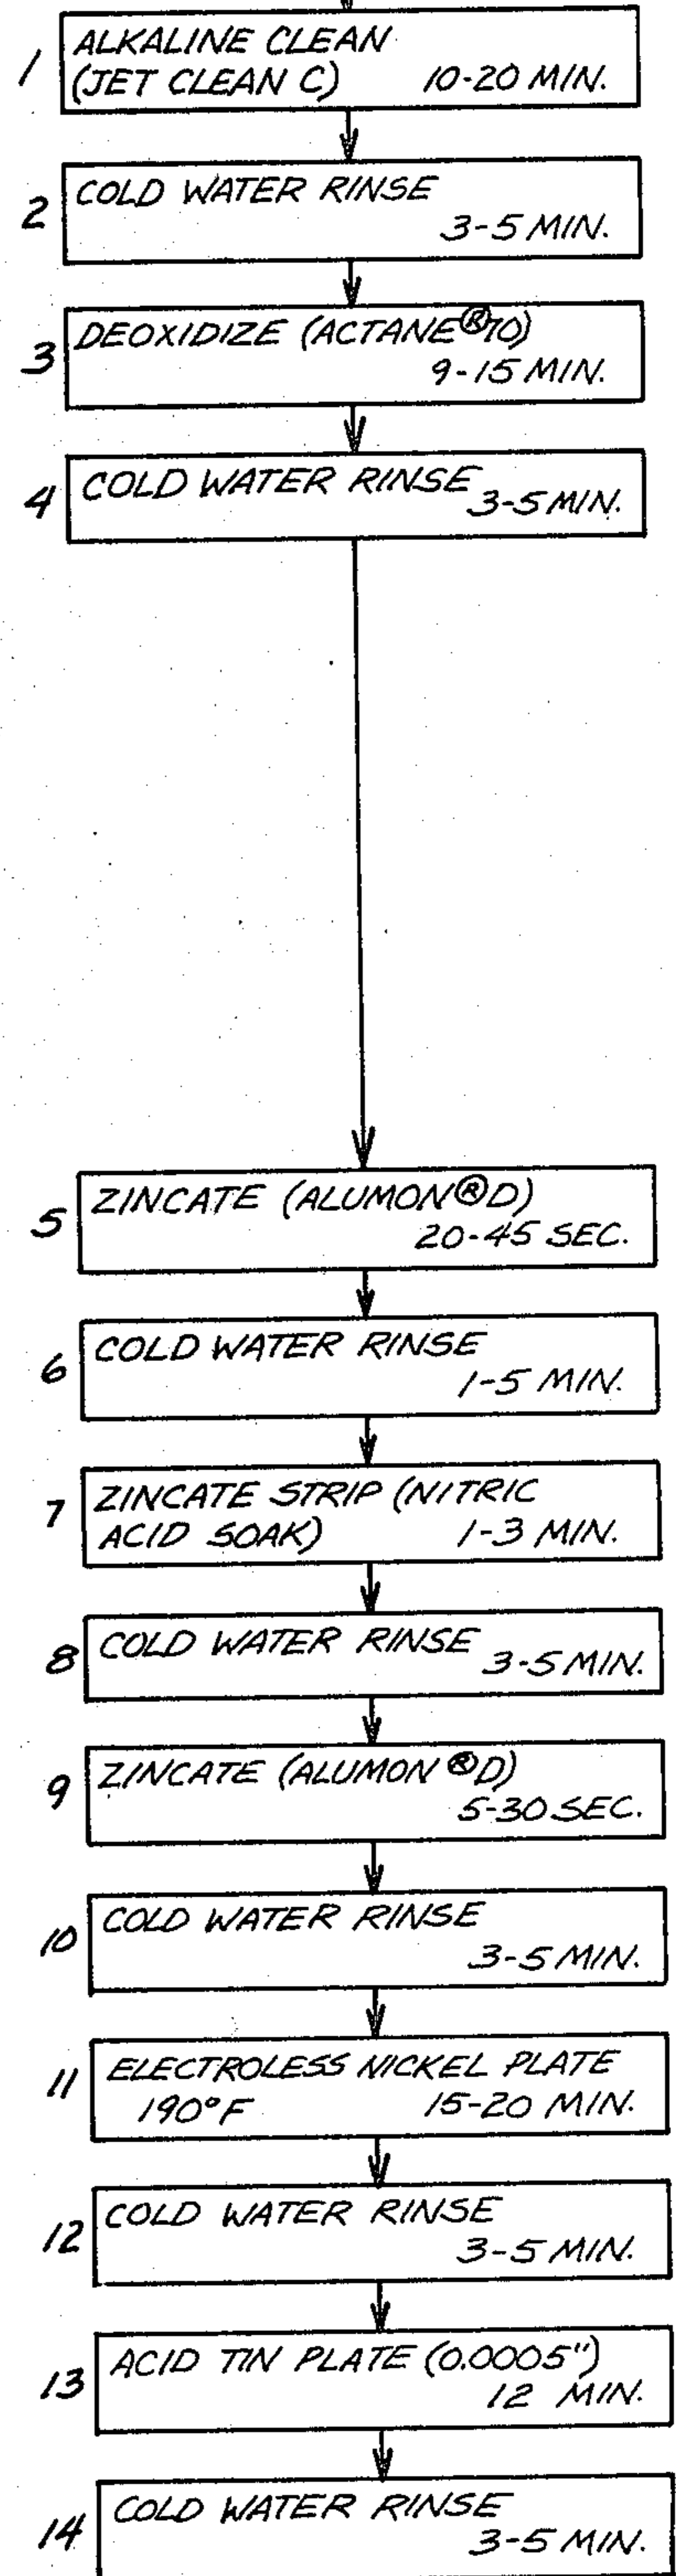 1
ALKALINE CLEAN
(JET CLEAN C) 10-20 MIN.
2
COLD WATER RINSE
3-5 MIN.
3
DEOXIDIZE (ACTANE®70)
9-15 MIN.
4
COLD WATER RINSE 3-5 MIN.
5
ZINCATE (ALUMON®D)
20-45 SEC.
6
COLD WATER RINSE
1-5 MIN.
7
ZINCATE STRIP (NITRIC
ACID SOAK) 1-3 MIN.
8
COLD WATER RINSE 3-5 MIN.
9
ZINCATE (ALUMON®D)
5-30 SEC.
10
COLD WATER RINSE
3-5 MIN.
11
ELECTROLESS NICKEL PLATE
190°F 15-20 MIN.
12
COLD WATER RINSE
3-5 MIN.
13
ACID TIN PLATE (0.0005")
12 MIN.
14
COLD WATER RINSE
3-5 MIN.